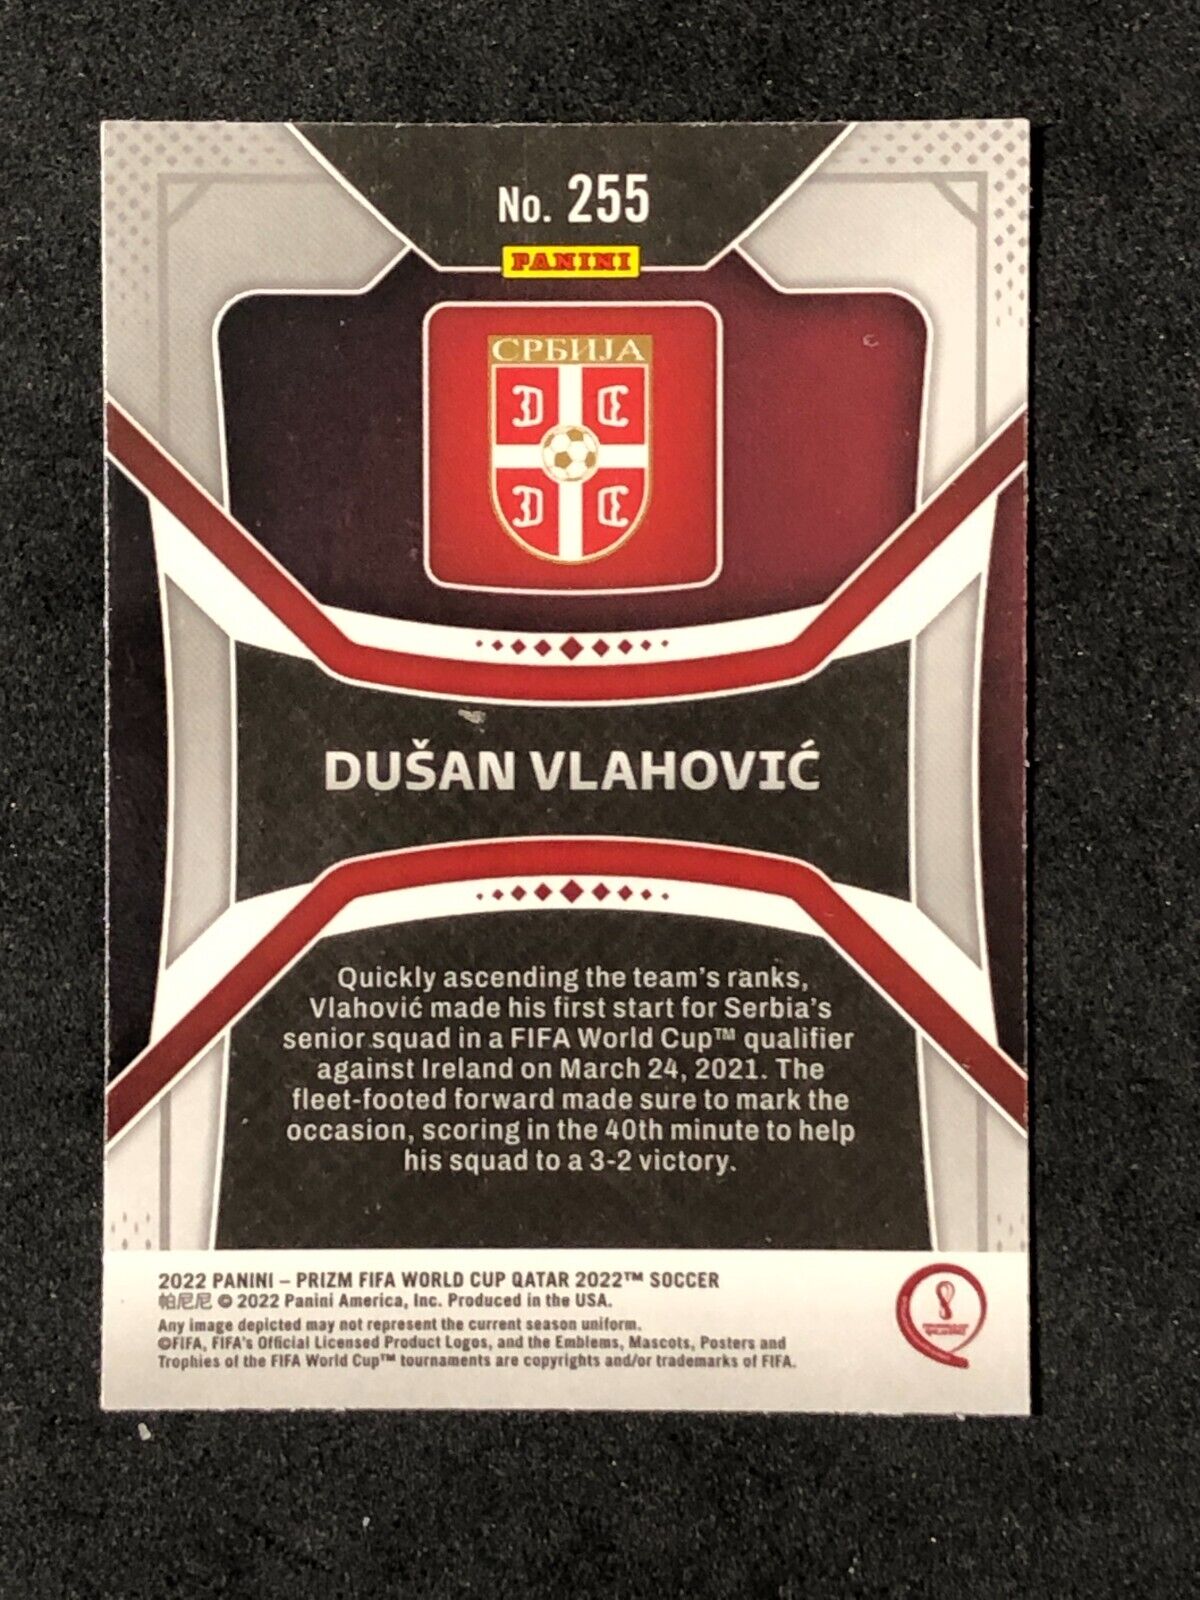 No. 255
PANINI
СРБИЈА
DUŠAN VLAHOVIĆ
Quickly ascending the team's ranks,
Vlahović made his first start for Serbia's
senior squad in a FIFA World Cup™ qualifier
against Ireland on March 24, 2021. The
fleet-footed forward made sure to mark the
occasion, scoring in the 40th minute to help
his squad to a 3-2 victory.
2022 PANINI – PRIZM FIFA WORLD CUP QATAR 2022™ SOCCER
帕尼尼 © 2022 Panini America, Inc. Produced in the USA.
Any image depicted may not represent the current season uniform.
©FIFA, FIFA's Official Licensed Product Logos, and the Emblems, Mascots, Posters and
Trophies of the FIFA World Cup™ tournaments are copyrights and/or trademarks of FIFA.